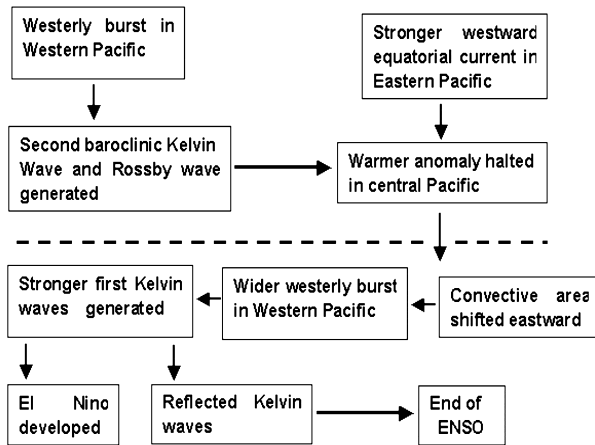 Westerly burst in
Western Pacific
Stronger westward
equatorial current in
Eastern Pacific
Second baroclinic Kelvin
Wave and Rossby wave
generated
Warmer anomaly halted
in central Pacific
Stronger first Kelvin
waves generated
Wider westerly burst
in Western Pacific
Convective area
shifted eastward
El Nino
developed
Reflected Kelvin
waves
End of
ENSO